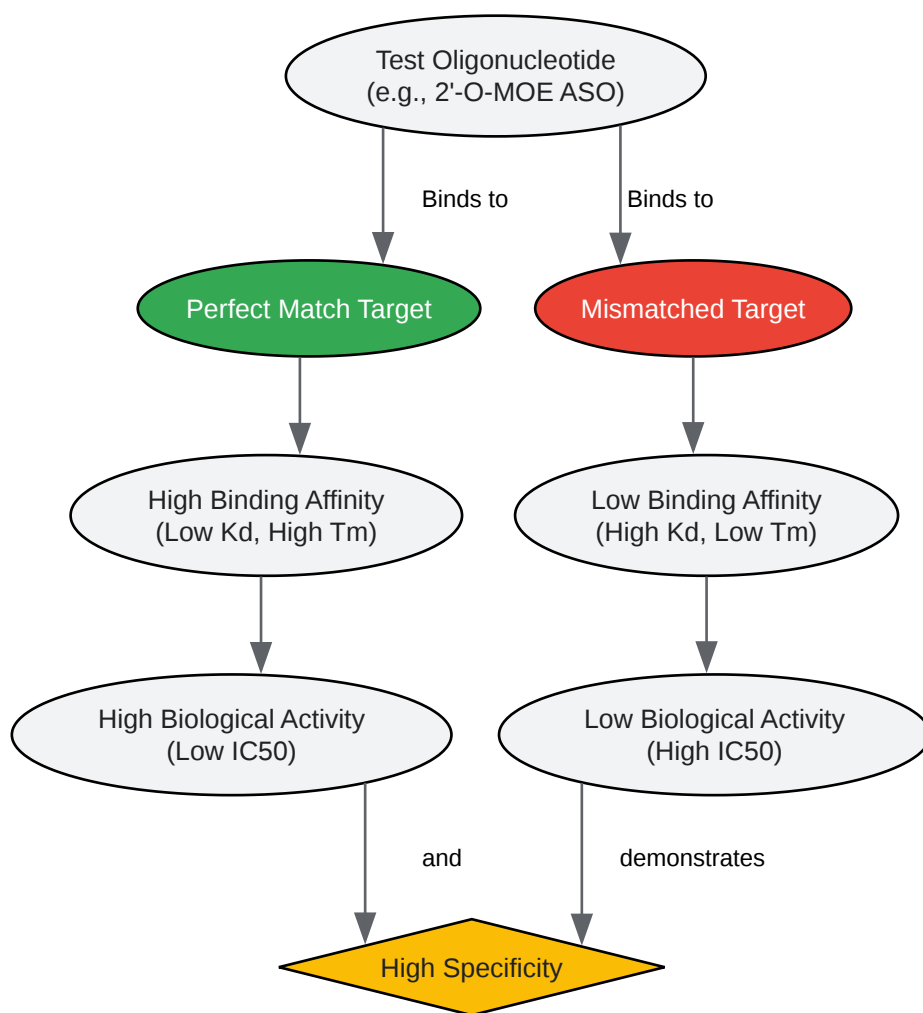 Test Oligonucleotide
(e.g., 2'-O-MOE ASO)
Binds to
Binds to
Perfect Match Target
Mismatched Target
High Binding Affinity
(Low Kd, High Tm)
Low Binding Affinity
(High Kd, Low Tm)
High Biological Activity
(Low IC50)
Low Biological Activity
(High IC50)
and
demonstrates
High Specificity